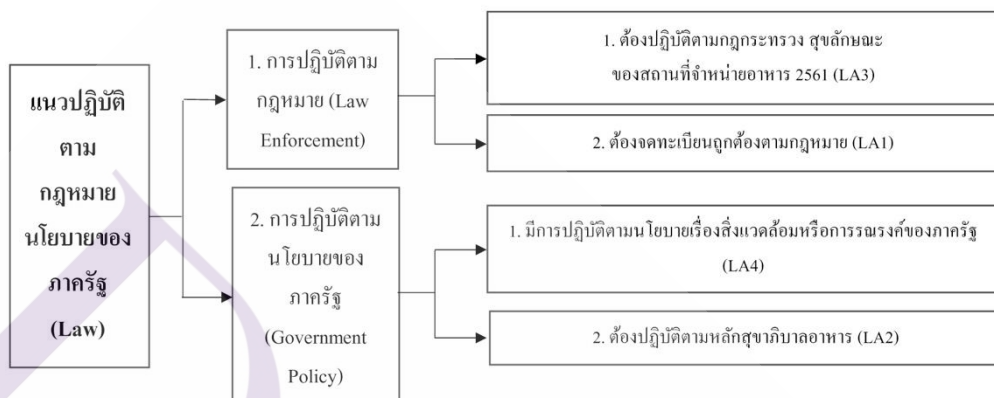 แนวปฏิบัติ
ตาม
กฎหมาย
นโยบายของ
ภาครัฐ
(Law)
1. การปฏิบัติตาม
กฎหมาย (Law
Enforcement)
1. ต้องปฏิบัติตามกฎกระทรวง สุขลักษณะ
ของสถานที่จำหน่ายอาหาร 2561 (LA3)
2. ต้องจดทะเบียนถูกต้องตามกฎหมาย (LA1)
2. การปฏิบัติตาม
นโยบายของ
ภาครัฐ
(Government
Policy)
1. มีการปฏิบัติตามนโยบายเรื่องสิ่งแวดล้อมหรือการรณรงค์ของภาครัฐ
(LA4)
2. ต้องปฏิบัติตามหลักสุขาภิบาลอาหาร (LA2)